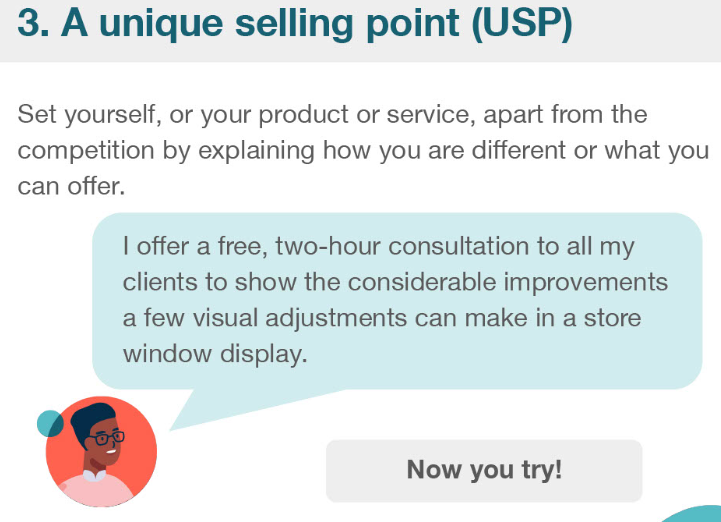 3. A unique selling point (USP)
Set yourself, or your product or service, apart from the
competition by explaining how you are different or what you
can offer.
I offer a free, two-hour consultation to all my
clients to show the considerable improvements
a few visual adjustments can make in a store
window display.
Now you try!